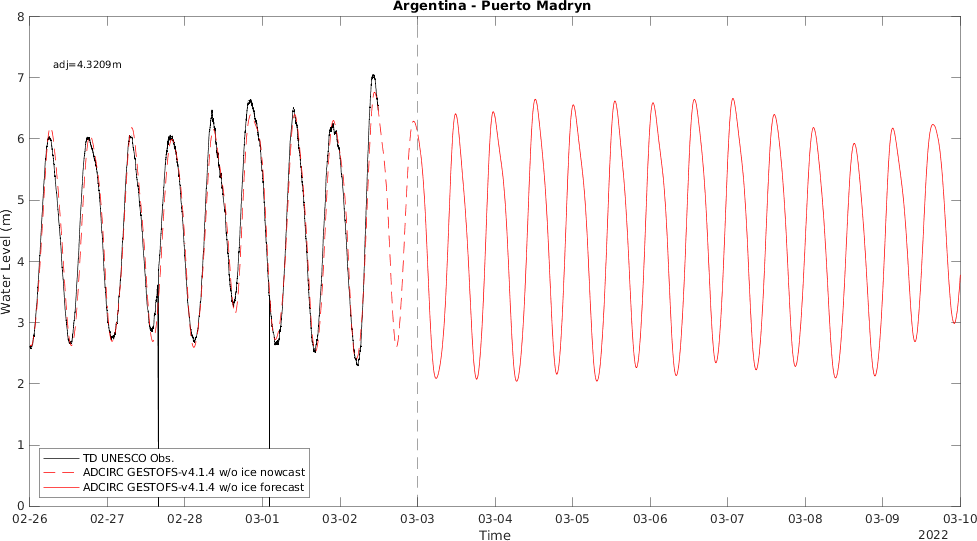 Argentina - Puerto Madryn
8
7
6
5
4
3
2
1
0
Water Level (m)
adj=4.3209m
TD UNESCO Obs.
ADCIRC GESTOFS-v4.1.4 w/o ice nowcast
ADCIRC GESTOFS-v4.1.4 w/o ice forecast
02-26 02-27 02-28 03-01 03-02 03-03 03-04 03-05 03-06 03-07 03-08 03-09 03-10
Time
2022